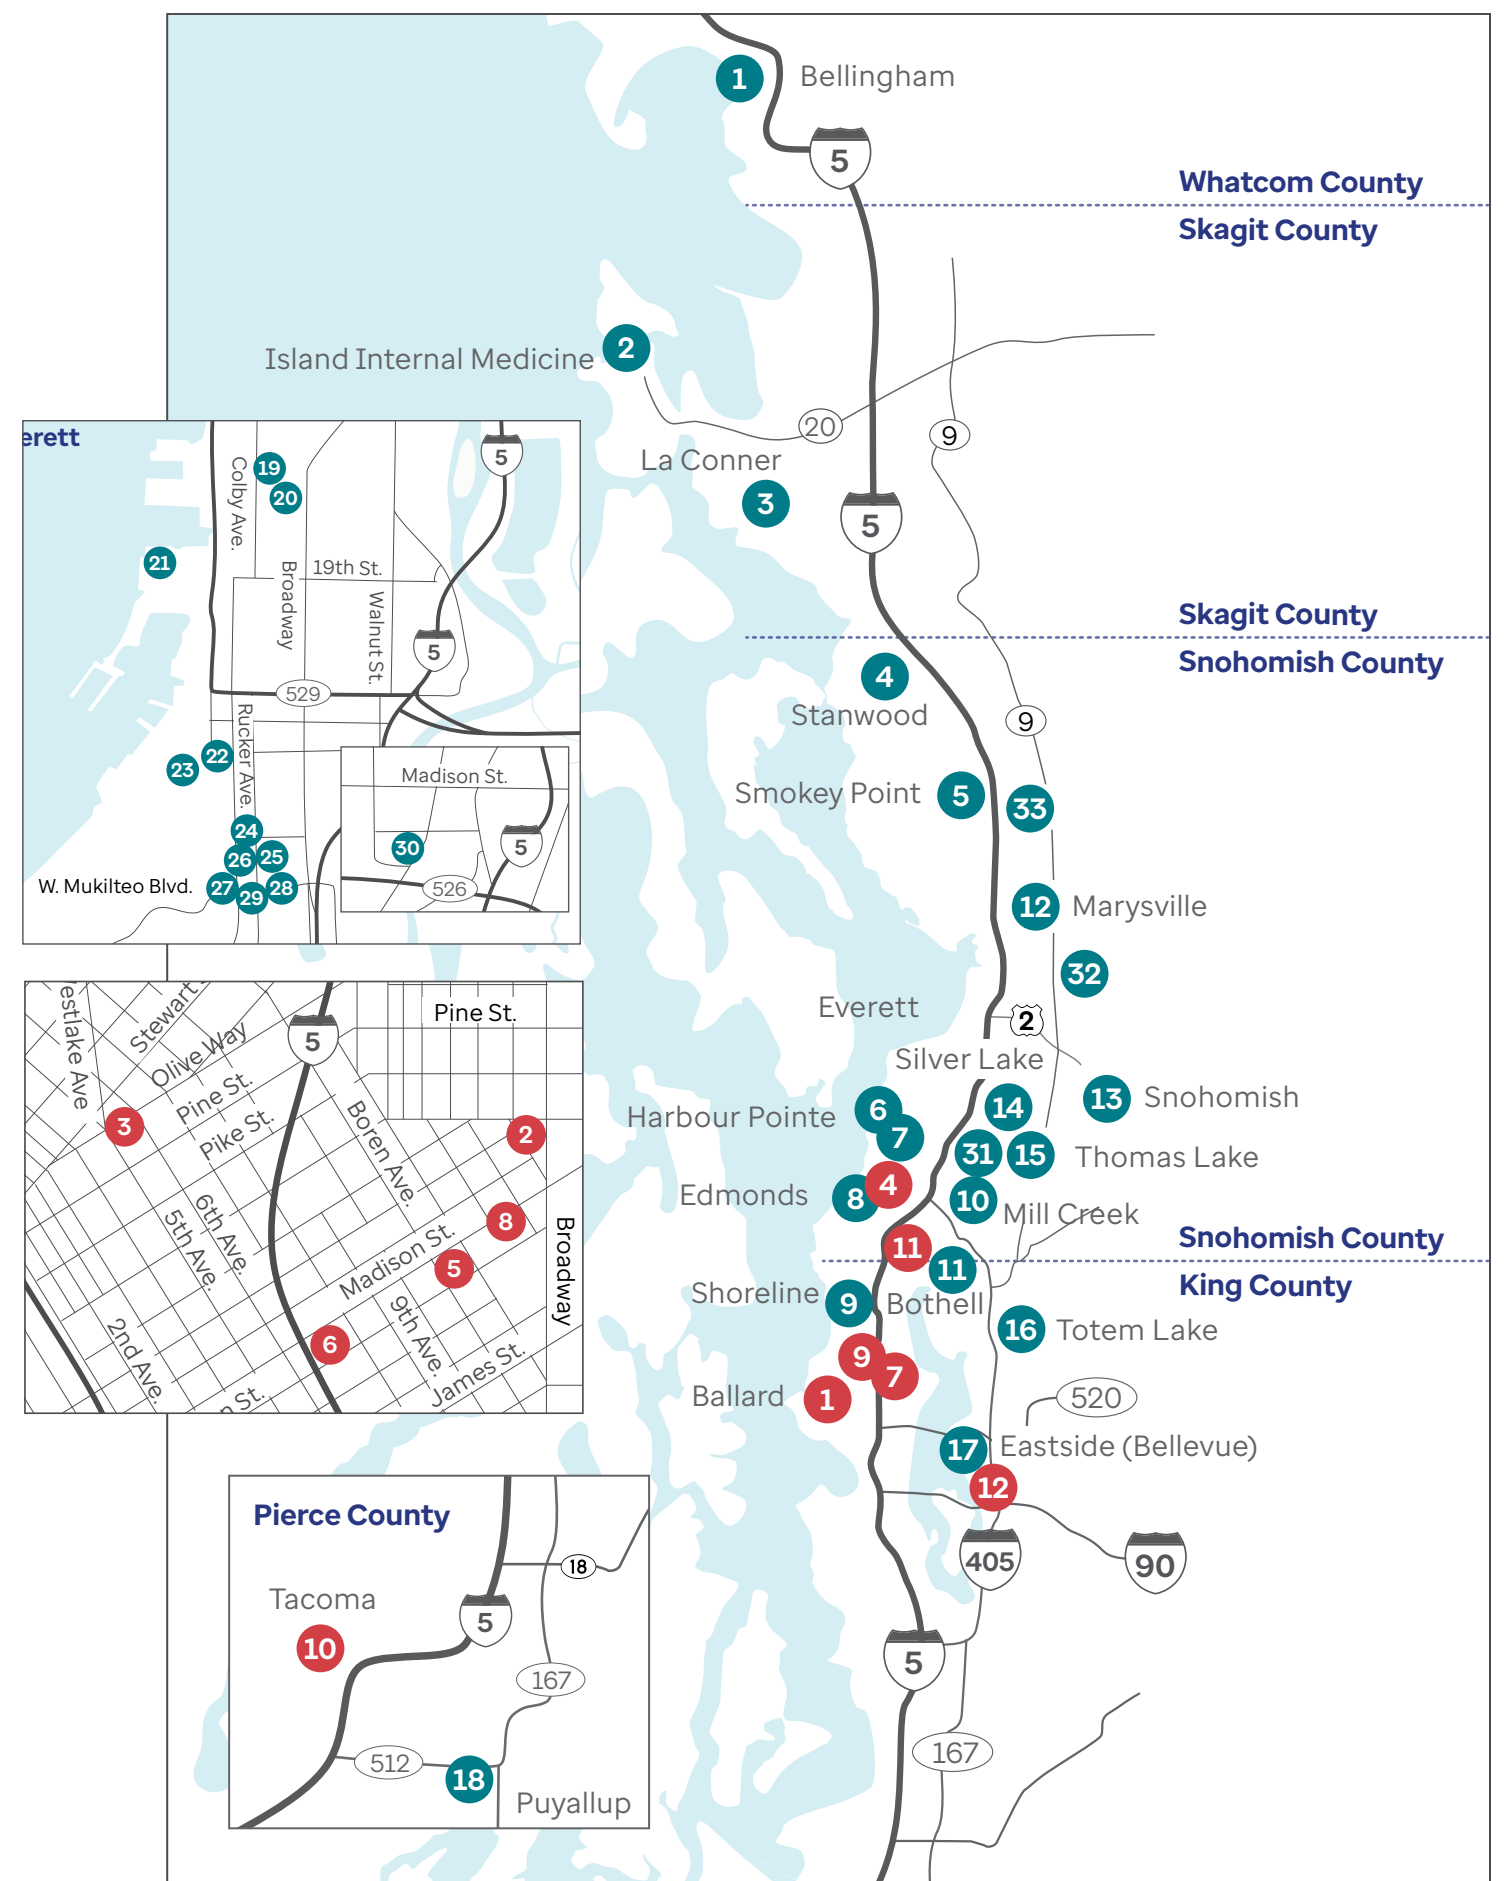 1
Bellingham
5
Whatcom County
Skagit County
Island Internal Medicine
2
20
9
La Conner
3
5
Skagit County
Snohomish County
4
Stanwood
9
Smokey Point
5
33
12
Marysville
32
Everett
2
Silver Lake
6
14
13
Snohomish
Harbour Pointe
7
31
15
Thomas Lake
Edmonds
8
4
10
Mill Creek
11
Snohomish County
11
King County
Shoreline
9
Bothell
16
Totem Lake
9
7
Ballard
1
520
17
Eastside (Bellevue)
12
405
90
5
167
erett
Colby Ave.
19
20
5
21
Broadway
19th St.
Walnut St.
5
529
Rucker Ave.
22
23
24
26
25
W. Mukilteo Blvd.
27
29
28
Madison St.
30
5
526
estlake Ave
Stewart
Olive Way
5
Pine St.
Pine St.
Pike St.
3
Boren Ave.
2
6th Ave.
5th Ave.
8
Madison St.
5
Broadway
6
9th Ave.
2nd Ave.
James St.
n St.
Pierce County
18
Tacoma
5
10
167
512
18
Puyallup